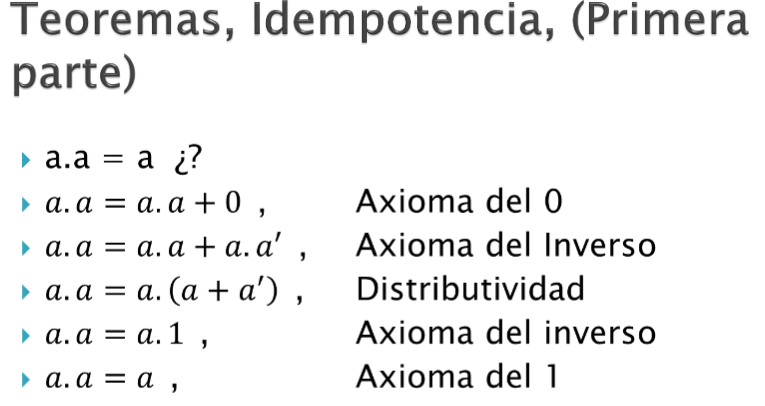 Teoremas, Idempotencia, (Primera
parte)
a.a = a ¿?
a.a = a.a + 0 , Axioma del 0
a.a = a.a + a.a′ , Axioma del Inverso
a.a = a.(a + a′) , Distributividad
a.a = a.1 , Axioma del inverso
a.a = a , Axioma del 1